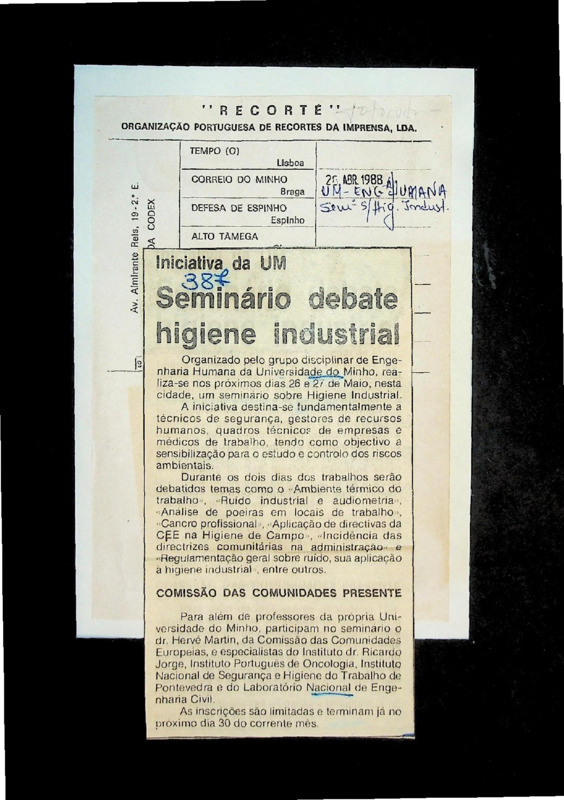 "RECORTE"
ORGANIZAÇÃO PORTUGUESA DE RECORTES DA IMPRENSA, LDA.
TEMPO (O)
Lisboa
CORREIO DO MINHO
Braga
DEFESA DE ESPINHO
Espinho
ALTO TÂMEGA
Av. Almirante Reis, 19-2.º E.
CODEX
ABR. 1988
UM-ENG HUMANA
Sem.º s/Hig. Indust.
Iniciativa da UM
387
Seminário debate
higiene industrial
Organizado pelo grupo disciplinar de Enge-
nharia Humana da Universidade do Minho, rea-
liza-se nos próximos dias 26 e 27 de Maio, nesta
cidade, um seminário sobre Higiene Industrial.
A iniciativa destina-se fundamentalmente a
técnicos de segurança, gestores de recursos
humanos, quadros técnicos de empresas e
médicos de trabalho, tendo como objectivo a
sensibilização para o estudo e controlo dos riscos
ambientais.
Durante os dois dias dos trabalhos serão
debatidos temas como o «Ambiente térmico do
trabalho», «Ruído industrial e audiometria»,
«Análise de poeiras em locais de trabalho»,
«Cancro profissional», «Aplicação de directivas da
CEE na Higiene de Campo», «Incidência das
directrizes comunitárias na administração» e
«Regulamentação geral sobre ruído, sua aplicação
à higiene industrial», entre outros.
COMISSÃO DAS COMUNIDADES PRESENTE
Para além de professores da própria Uni-
versidade do Minho, participam no seminário o
dr. Hervé Martin, da Comissão das Comunidades
Europeias, e especialistas do Instituto dr. Ricardo
Jorge, Instituto Português de Oncologia, Instituto
Nacional de Segurança e Higiene do Trabalho de
Pontevedra e do Laboratório Nacional de Enge-
nharia Civil.
As inscrições são limitadas e terminam já no
próximo dia 30 do corrente mês.